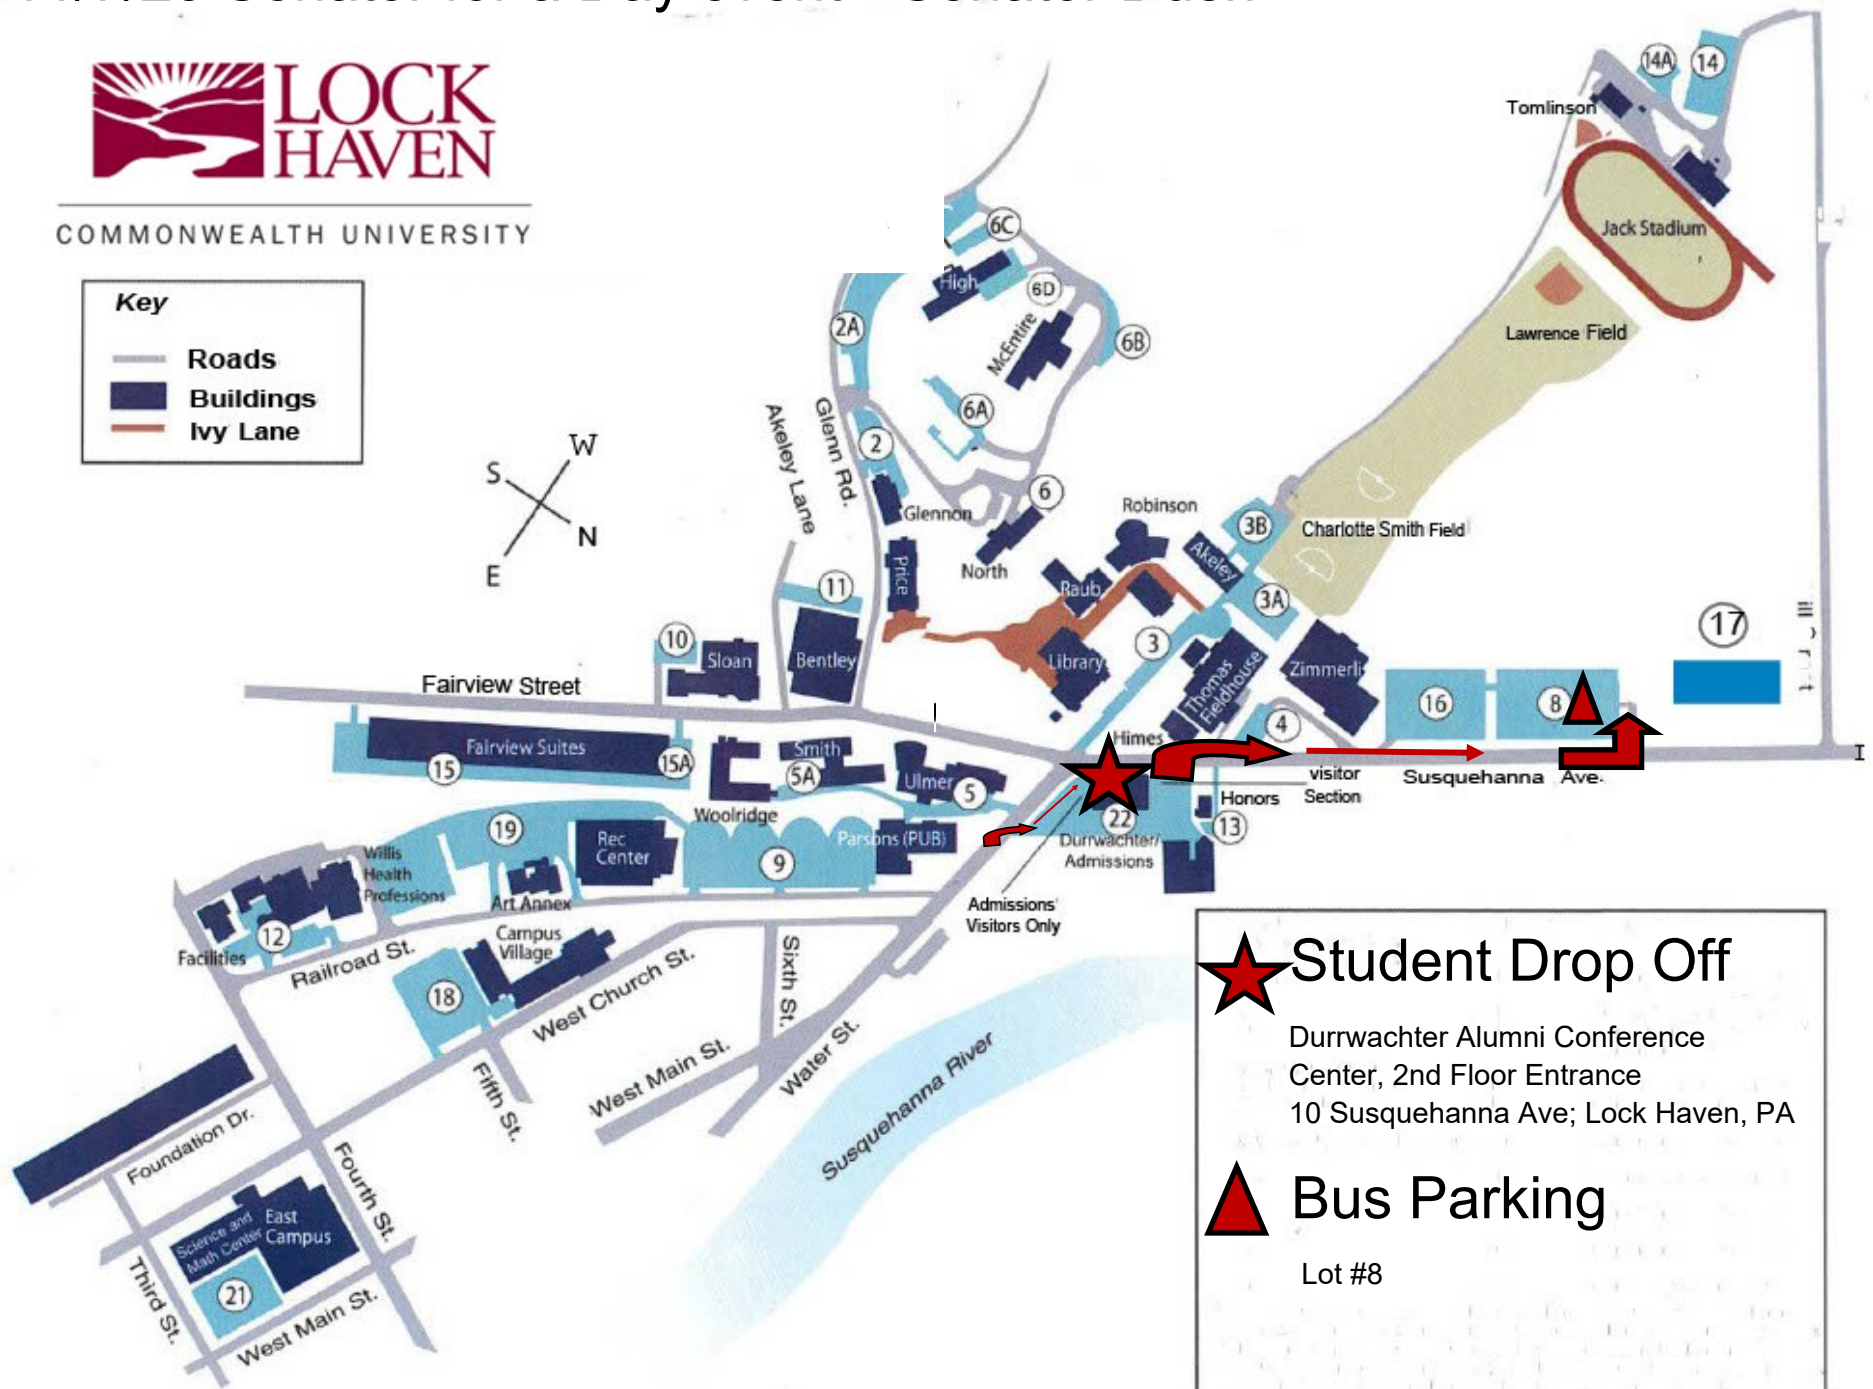 Senator for a Day event - Senator Dush
LOCK
HAVEN
COMMONWEALTH UNIVERSITY
Key
Roads
Buildings
Ivy Lane
W
S
N
E
14A
14
Tomlinson
Jack Stadium
Lawrence Field
6C
High
6D
2A
McEntire
6B
6A
Glenn Rd.
Akeley Lane
2
Glennon
6
North
Robinson
3B
Charlotte Smith Field
Akeley
Price
Raub
3A
11
3
17
10
Sloan
Bentley
Library
Thomas
Fieldhouse
Zimmerli
Fairview Street
16
8
4
Himes
Fairview Suites
15
15A
Smith
5A
Ulmer
5
Woolridge
visitor
Section
Susquehanna Ave.
I
Honors
13
22
Durrwachter/
Admissions
19
Rec
Center
Parsons (PUB)
9
Willis
Health
Professions
Art Annex
Admissions'
Visitors Only
12
Facilities
Railroad St.
Campus
Village
18
West Church St.
Sixth St.
Fifth St.
West Main St.
Water St.
Susquehanna River
Foundation Dr.
Fourth St.
Science and
Math Center
East
Campus
21
Third St.
West Main St.
Student Drop Off
Durrwachter Alumni Conference
Center, 2nd Floor Entrance
10 Susquehanna Ave; Lock Haven, PA
Bus Parking
Lot #8